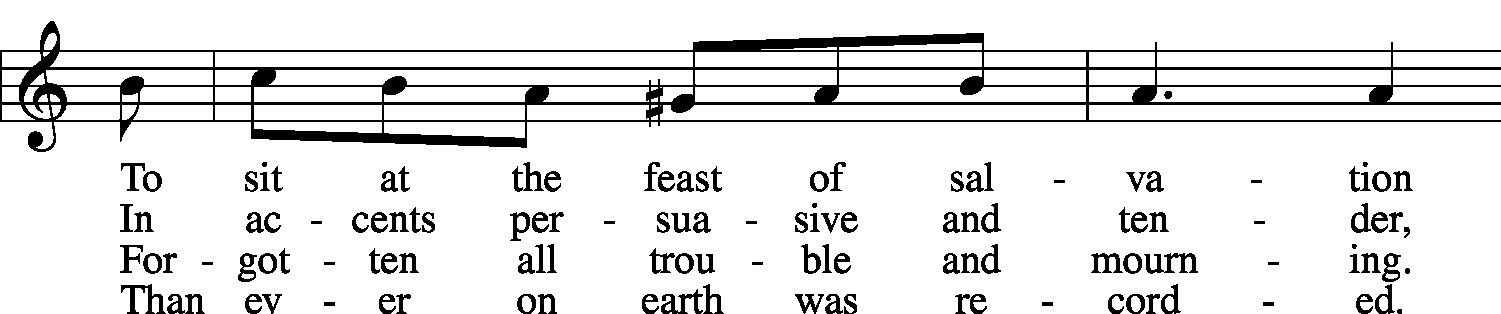 To sit at the feast of sal - va - tion
In ac - cents per - sua - sive and ten - der,
For - got - ten all trou - ble and mourn - ing.
Than ev - er on earth was re - cord - ed.